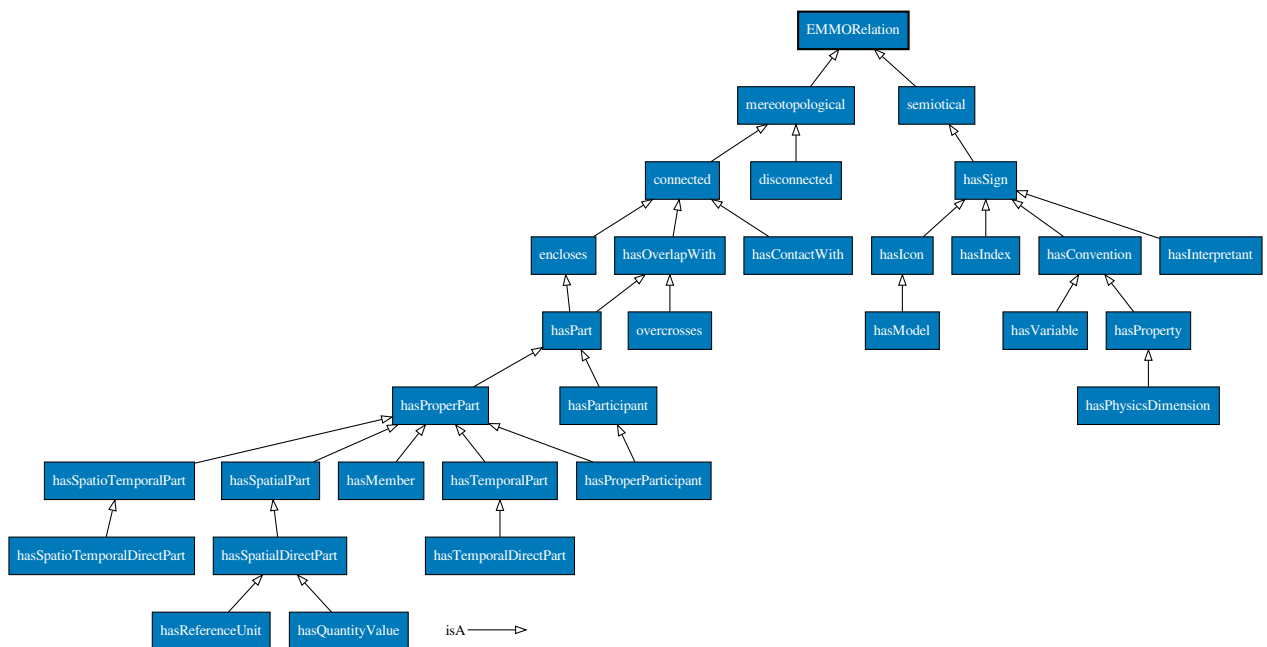 EMMORelation
mereotopological
semiotical
connected
disconnected
hasSign
encloses
hasOverlapWith
hasContactWith
hasIcon
hasIndex
hasConvention
hasInterpretant
hasPart
overcrosses
hasModel
hasVariable
hasProperty
hasProperPart
hasParticipant
hasPhysicsDimension
hasSpatioTemporalPart
hasSpatialPart
hasMember
hasTemporalPart
hasProperParticipant
hasSpatioTemporalDirectPart
hasSpatialDirectPart
hasTemporalDirectPart
hasReferenceUnit
hasQuantityValue
isA